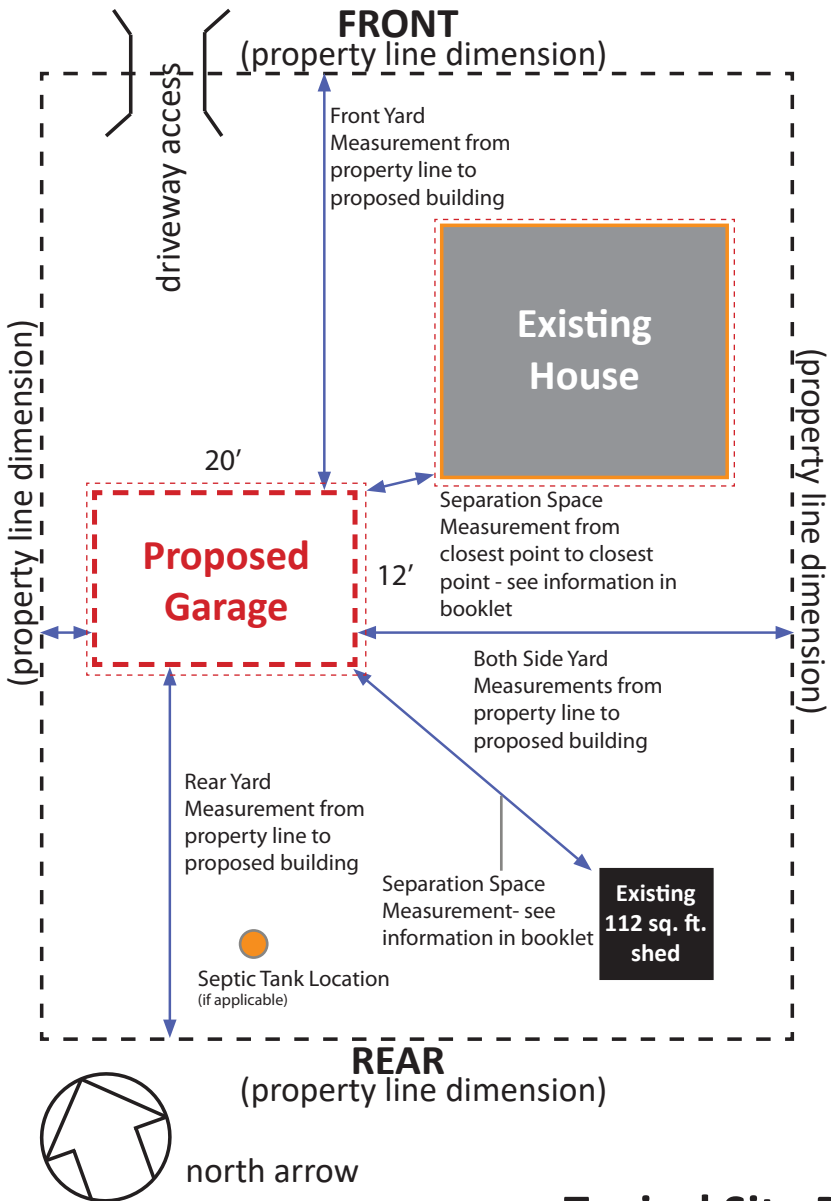 FRONT
(property line dimension)
driveway access
Front Yard
Measurement from
property line to
proposed building
Existing
House
(property line dimension)
(property line dimension)
20’
Proposed
Garage
12’
Separation Space
Measurement from
closest point to closest
point - see information in
booklet
Both Side Yard
Measurements from
property line to
proposed building
Rear Yard
Measurement from
property line to
proposed building
Separation Space
Measurement- see
information in booklet
Existing
112 sq. ft.
shed
Septic Tank Location
(if applicable)
REAR
(property line dimension)
north arrow